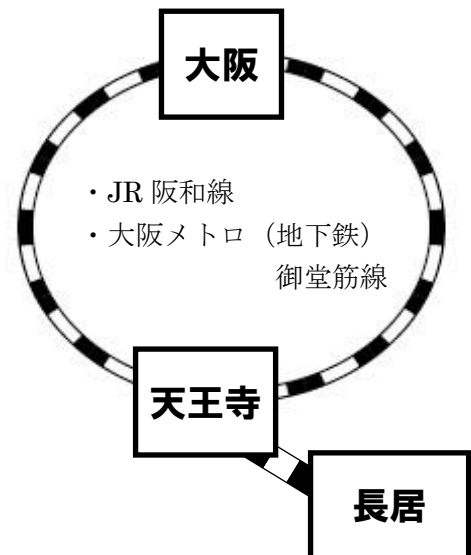 大阪
・JR 阪和線
・大阪メトロ（地下鉄）
御堂筋線
天王寺
長居